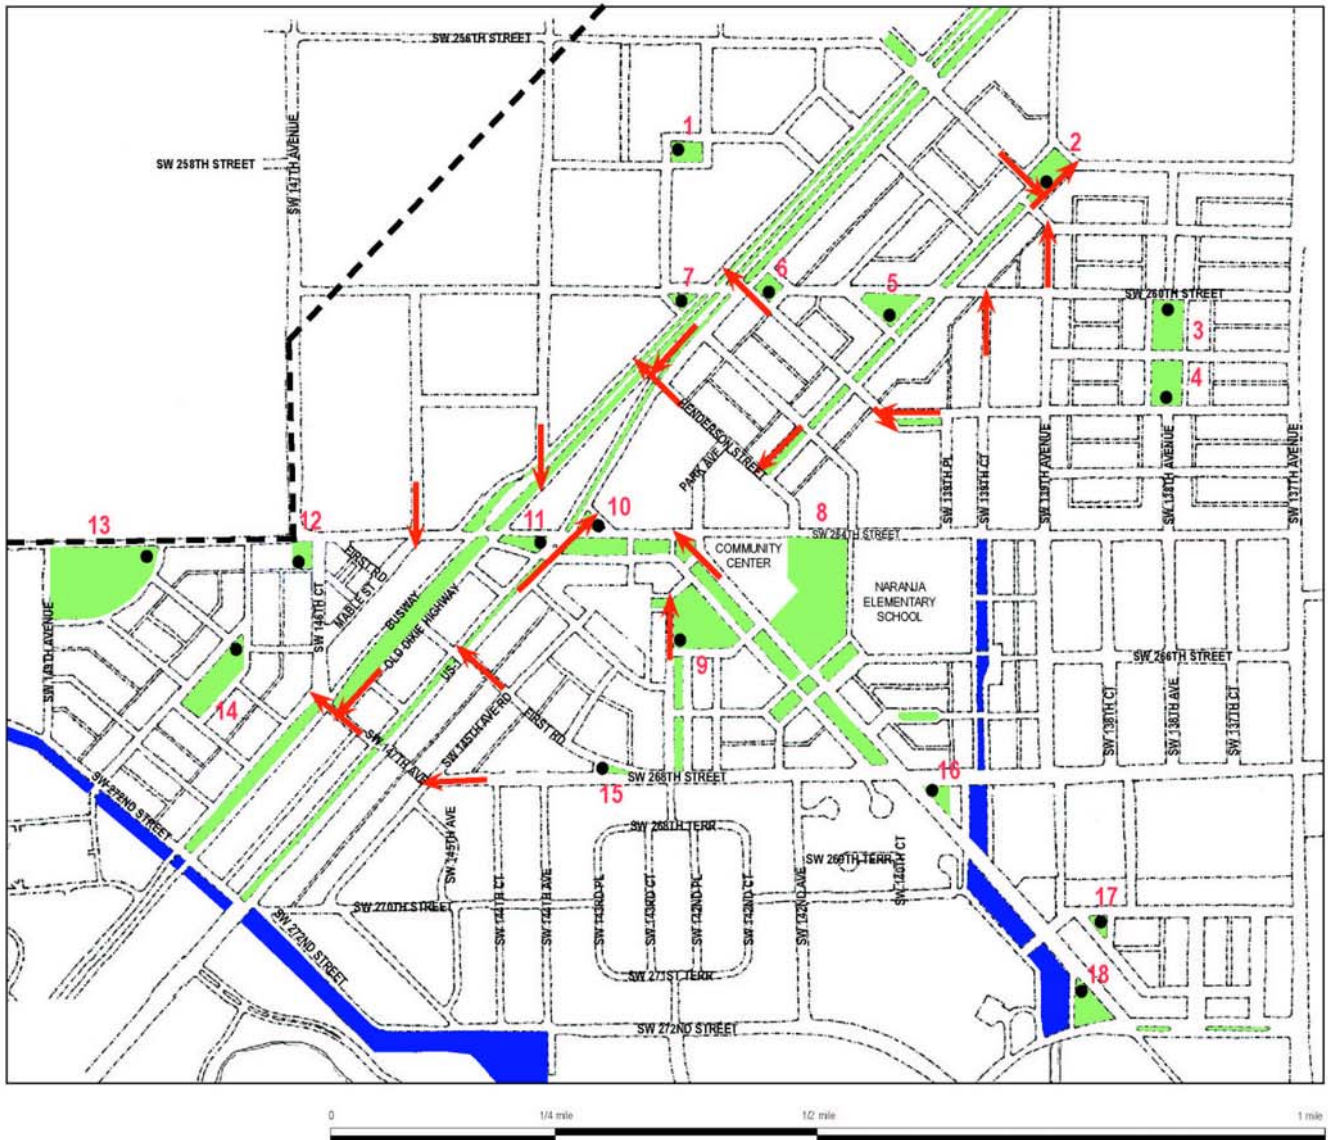 SW 256TH STREET
SW 147TH AVENUE
1
2
SW 258TH STREET
7
6
5
SW 260TH STREET
3
4
HENDERSON STREET
PARK AVE
SW 139TH PL
SW 139TH CT
SW 139TH AVENUE
SW 138TH AVENUE
SW 137TH AVENUE
13
12
11
10
8
SW 264TH STREET
COMMUNITY
CENTER
NARANJA
ELEMENTARY
SCHOOL
FIRST RD
MABLE ST
SW 146TH CT
BUSWAY
OLD DIXIE HIGHWAY
US-1
SW 149TH AVENUE
9
SW 266TH STREET
14
SW 147TH AVE
SW 145TH AVE RD
FIRST RD
SW 138TH CT
SW 138TH AVE
SW 137TH CT
SW 268TH STREET
15
16
SW 272ND STREET
SW 268TH TERR
SW 145TH AVE
SW 269TH TERR
SW 140TH CT
SW 270TH STREET
SW 144TH CT
SW 144TH AVE
SW 143RD PL
SW 143RD CT
SW 142ND PL
SW 142ND CT
SW 142ND AVE
17
SW 272ND STREET
SW 271ST TERR
18
SW 272ND STREET
0
1/4 mile
1/2 mile
1 mile